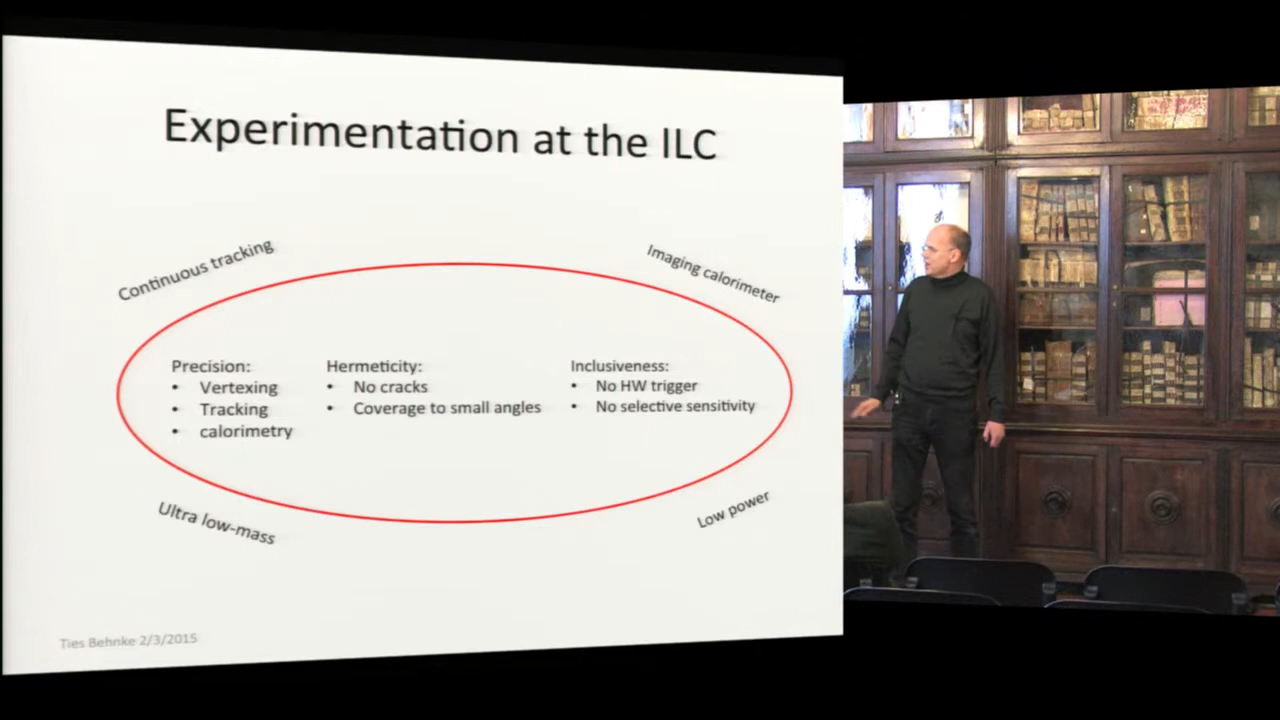 Experimentation at the ILC
Continuous tracking
Imaging calorimeter
Precision:
• Vertexing
• Tracking
• calorimetry
Hermeticity:
• No cracks
• Coverage to small angles
Inclusiveness:
• No HW trigger
• No selective sensitivity
Ultra low-mass
Low power
Ties Behnke 2/3/2015